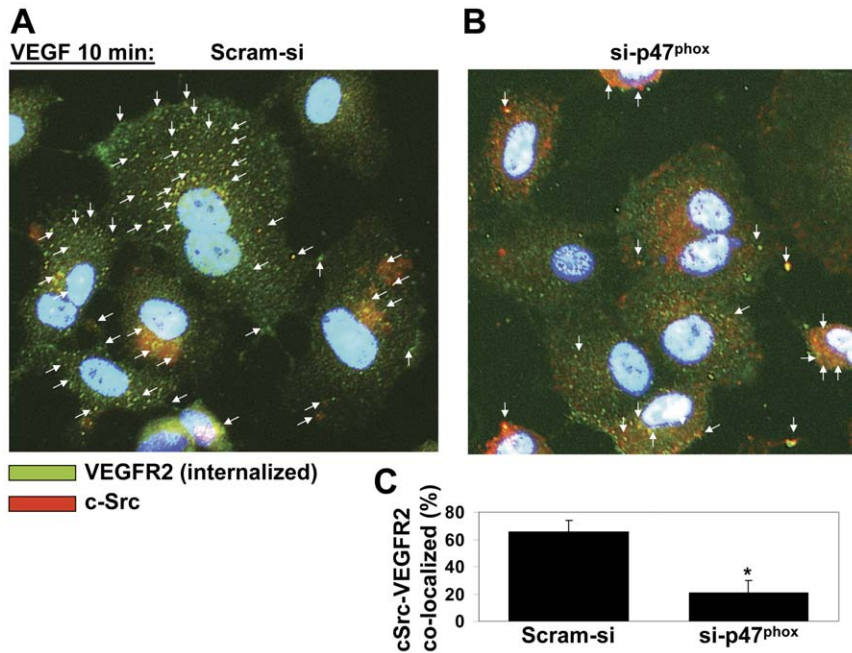 A
VEGF 10 min: Scram-si
B
si-p47phox
VEGFR2 (internalized)
c-Src
C
cSrc-VEGFR2
co-localized (%)
80
60
40
20
0
*
Scram-si
si-p47phox